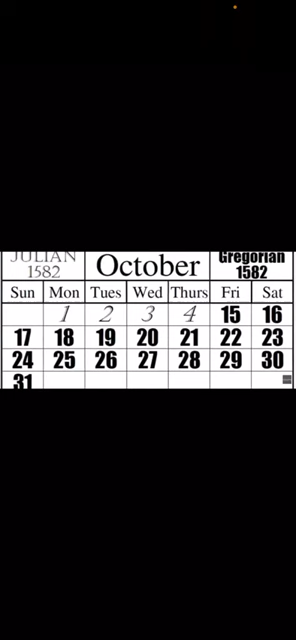 JULIAN 1582 October Gregorian 1582
Sun Mon Tues Wed Thurs Fri Sat
1 2 3 4 15 16
17 18 19 20 21 22 23
24 25 26 27 28 29 30
31